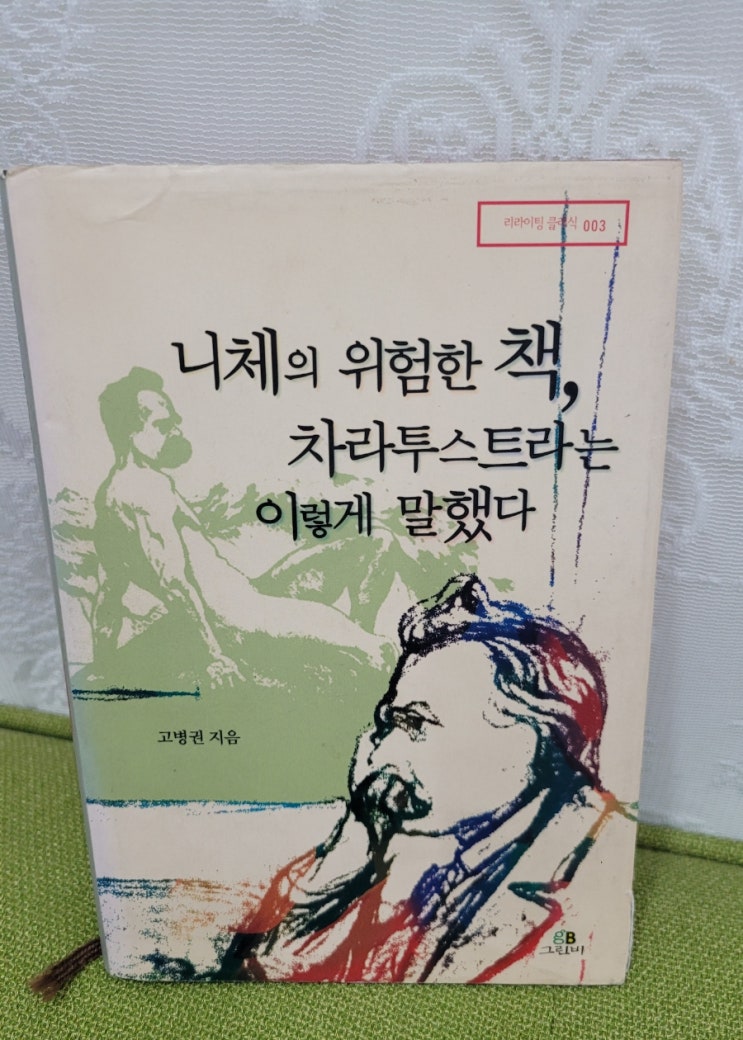 리라이팅 클래식 003
니체의 위험한 책,
차라투스트라는
이렇게 말했다
고병권 지음
gB
그린비